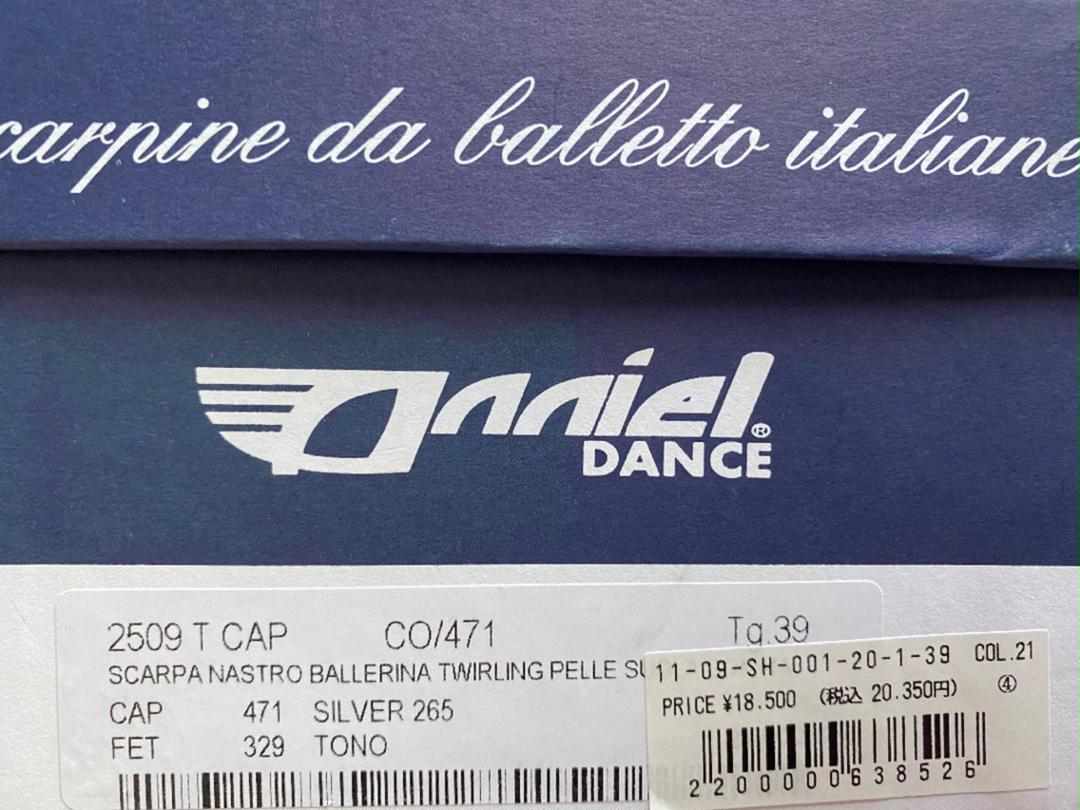 carpine da balletto italiane
anniel®
DANCE
2509 T CAP CO/471 Tg.39
SCARPA NASTRO BALLERINA TWIRLING PELLE
CAP 471 SILVER 265
FET 329 TONO
11-09-SH-001-20-1-39 COL.21
PRICE ¥18.500 (税込 20.350円) ④
2200000638526